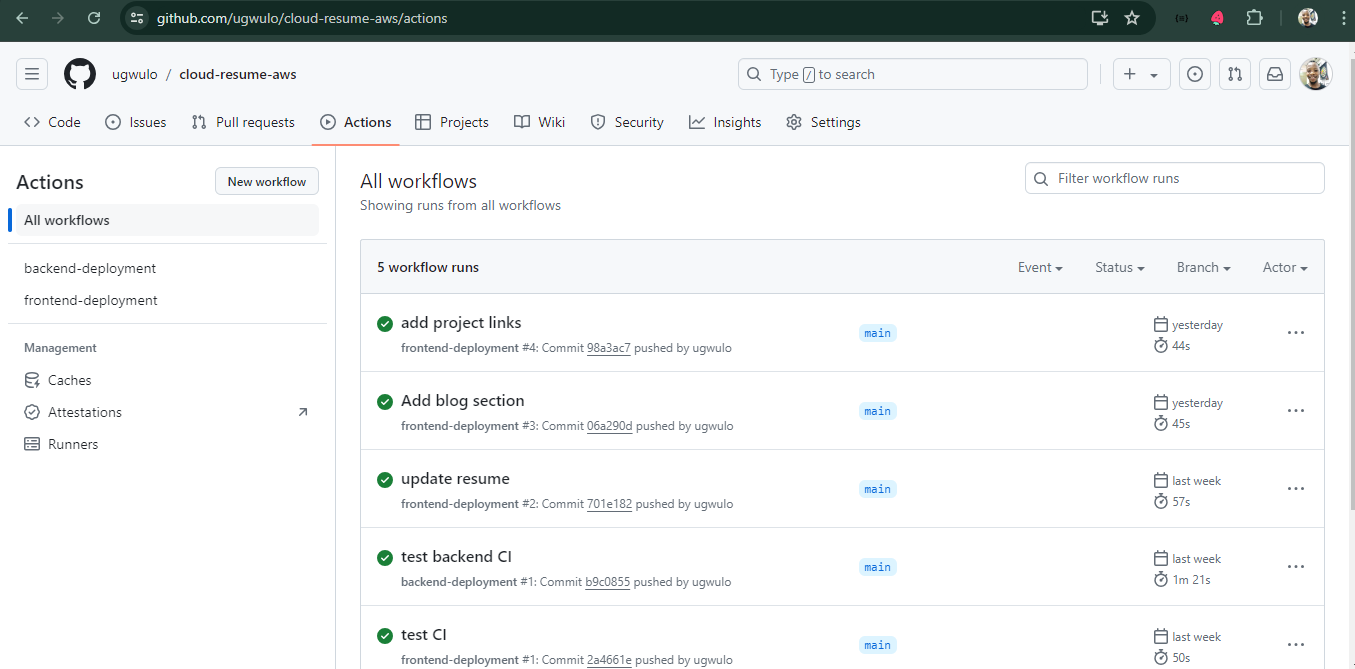 github.com/ugwulo/cloud-resume-aws/actions
ugwulo / cloud-resume-aws
Type / to search
Code Issues Pull requests Actions Projects Wiki Security Insights Settings
Actions
New workflow
All workflows
backend-deployment
frontend-deployment
Management
Caches
Attestations
Runners
All workflows
Showing runs from all workflows
Filter workflow runs
5 workflow runs
Event Status Branch Actor
add project links
frontend-deployment #4: Commit 98a3ac7 pushed by ugwulo
main
yesterday
44s
Add blog section
frontend-deployment #3: Commit 06a290d pushed by ugwulo
main
yesterday
45s
update resume
frontend-deployment #2: Commit 701e182 pushed by ugwulo
main
last week
57s
test backend CI
backend-deployment #1: Commit b9c0855 pushed by ugwulo
main
last week
1m 21s
test CI
frontend-deployment #1: Commit 2a4661e pushed by ugwulo
main
last week
50s